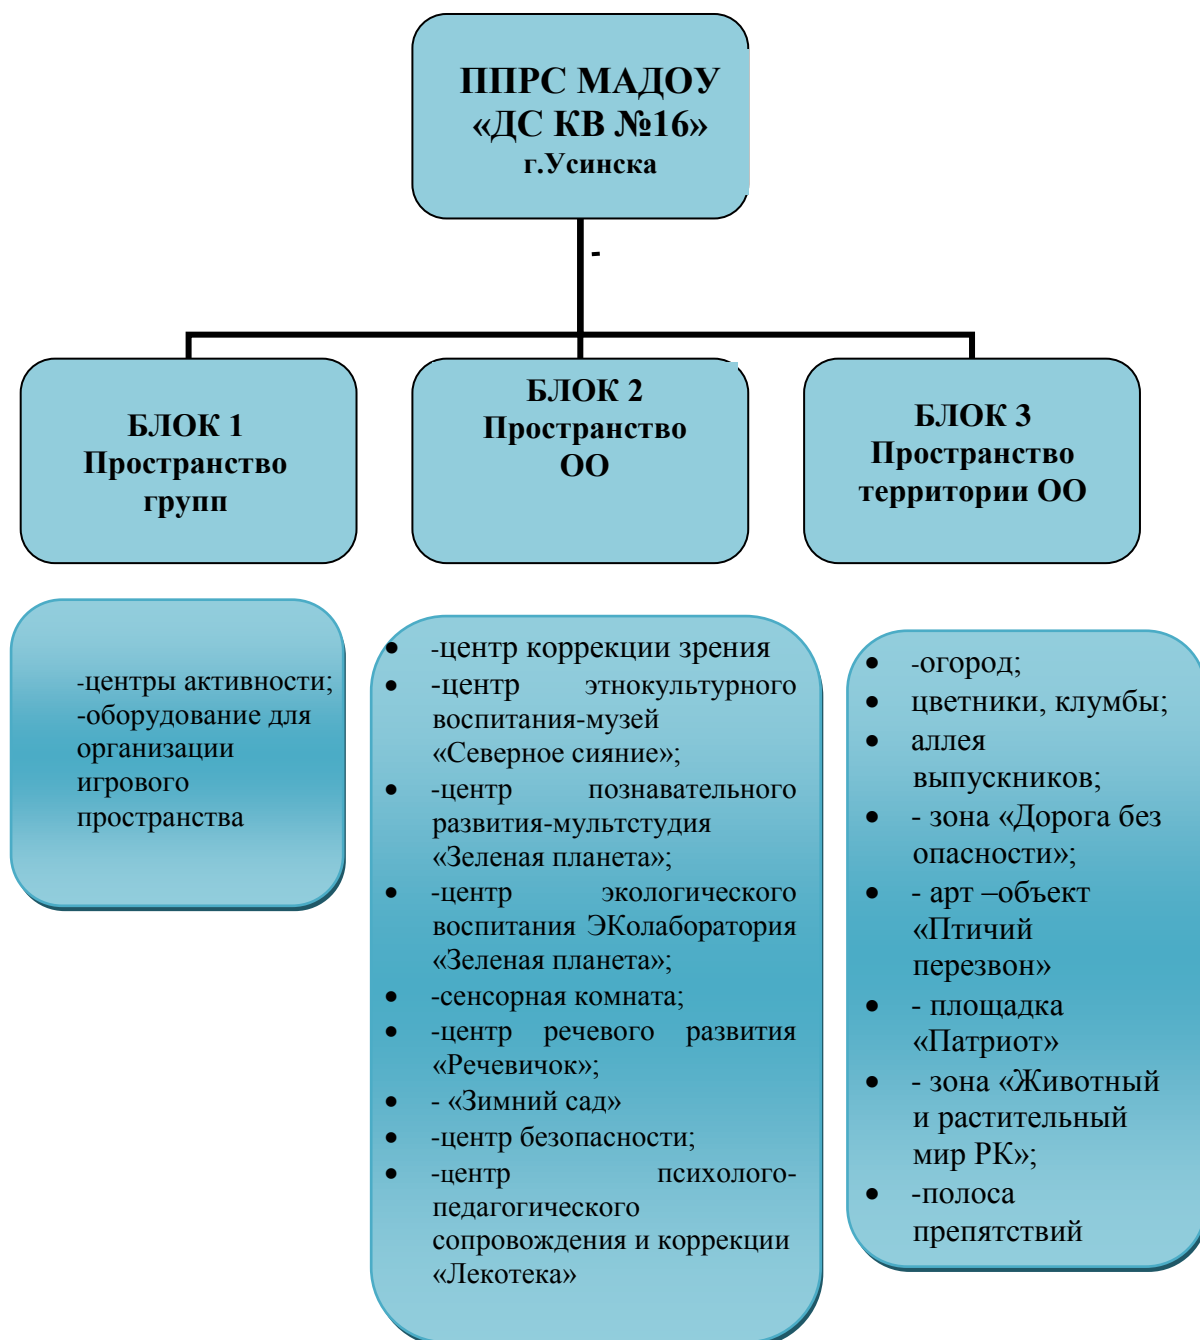 ППРС МАДОУ
«ДС КВ №16»
г.Усинска
-
БЛОК 1
Пространство
групп
БЛОК 2
Пространство
ОО
БЛОК 3
Пространство
территории ОО
-центры активности;
-оборудование для
организации
игрового
пространства
• -центр коррекции зрения
• -центр этнокультурного
воспитания-музей
«Северное сияние»;
• -центр познавательного
развития-мультстудия
«Зеленая планета»;
• -центр экологического
воспитания ЭКолаборатория
«Зеленая планета»;
• -сенсорная комната;
• -центр речевого развития
«Речевичок»;
• - «Зимний сад»
• -центр безопасности;
• -центр психолого-
педагогического
сопровождения и коррекции
«Лекотека»
• -огород;
• цветники, клумбы;
• аллея
выпускников;
• - зона «Дорога без
опасности»;
• - арт –объект
«Птичий
перезвон»
• - площадка
«Патриот»
• - зона «Животный
и растительный
мир РК»;
• -полоса
препятствий